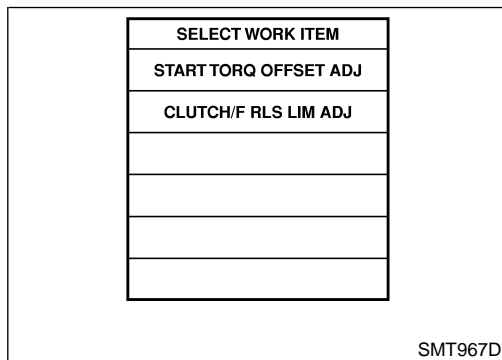 SELECT WORK ITEM
START TORQ OFFSET ADJ
CLUTCH/F RLS LIM ADJ
SMT967D